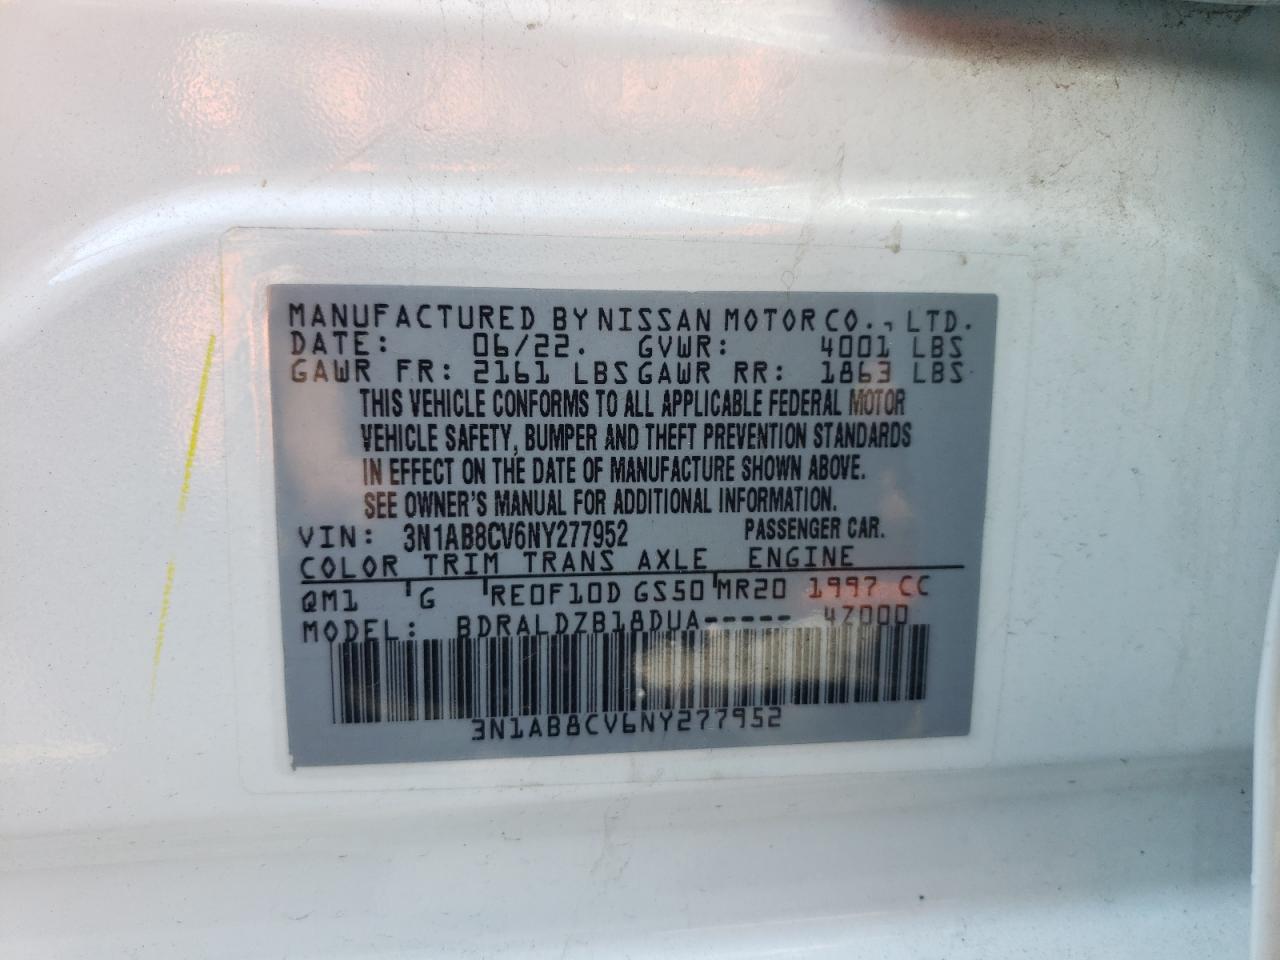 MANUFACTURED BY NISSAN MOTOR CO., LTD.
DATE: 06/22. GVWR: 4001 LBS
GAWR FR: 2161 LBS GAWR RR: 1863 LBS
THIS VEHICLE CONFORMS TO ALL APPLICABLE FEDERAL MOTOR
VEHICLE SAFETY, BUMPER AND THEFT PREVENTION STANDARDS
IN EFFECT ON THE DATE OF MANUFACTURE SHOWN ABOVE.
SEE OWNER'S MANUAL FOR ADDITIONAL INFORMATION.
VIN: 3N1AB8CV6NY277952 PASSENGER CAR.
COLOR TRIM TRANS AXLE ENGINE
QM1 G RE0F10D GS50 MR20 1997 CC
MODEL: BDRALDZB18DUA----- 4Z000
3N1AB8CV6NY277952